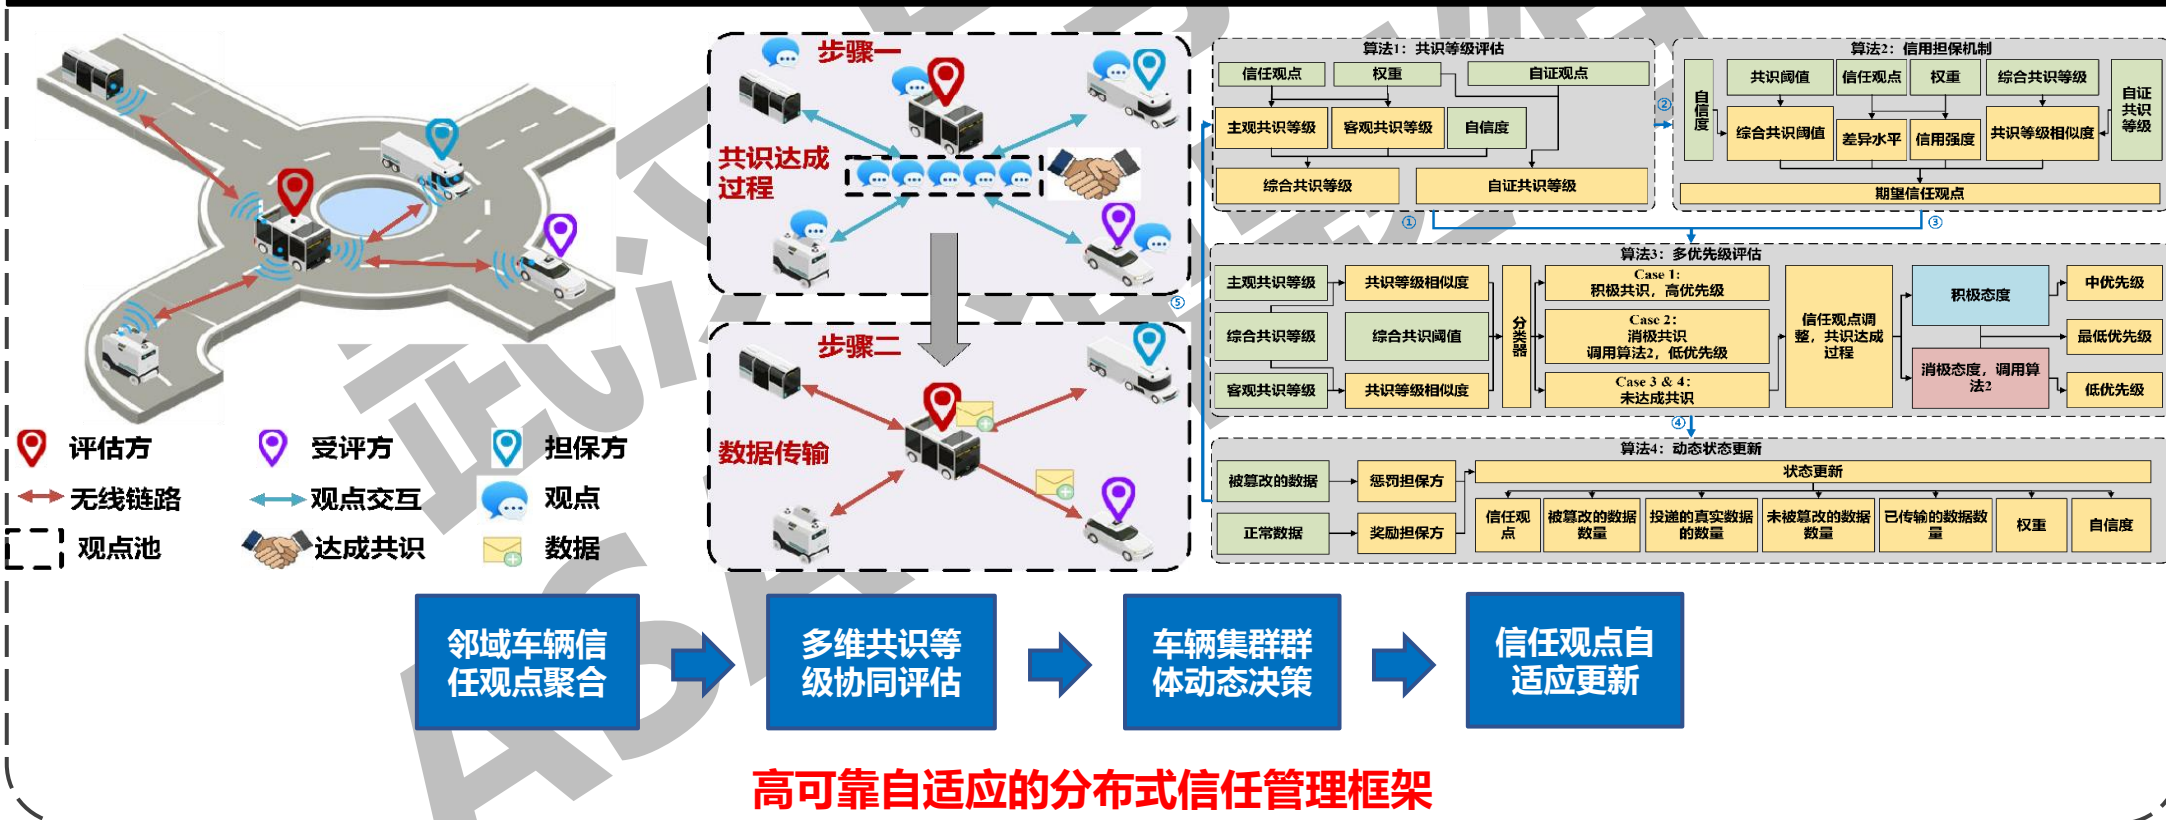 评估方
受评方
担保方
无线链路
观点交互
观点
观点池
达成共识
数据
步骤一
共识达成
过程
步骤二
数据传输
算法1：共识等级评估
信任观点
权重
自证观点
主观共识等级
客观共识等级
自信度
综合共识等级
自证共识等级
①
②
算法2：信用担保机制
自信度
共识阈值
信任观点
权重
综合共识等级
自证共识等级
综合共识阈值
差异水平
信用强度
共识等级相似度
期望信任观点
③
算法3：多优先级评估
主观共识等级
共识等级相似度
综合共识等级
综合共识阈值
客观共识等级
共识等级相似度
分类器
Case 1:
积极共识，高优先级
Case 2:
消极共识
调用算法2，低优先级
Case 3 & 4:
未达成共识
信任观点调
整，共识达成
过程
积极态度
消极态度，调用算
法2
中优先级
最低优先级
低优先级
④
⑤
算法4：动态状态更新
被篡改的数据
惩罚担保方
正常数据
奖励担保方
状态更新
信任观
点
被篡改的数据
数量
投递的真实数据
的数量
未被篡改的数据
数量
已传输的数据数
量
权重
自信度
邻域车辆信
任观点聚合
多维共识等
级协同评估
车辆集群群
体动态决策
信任观点自
适应更新
高可靠自适应的分布式信任管理框架